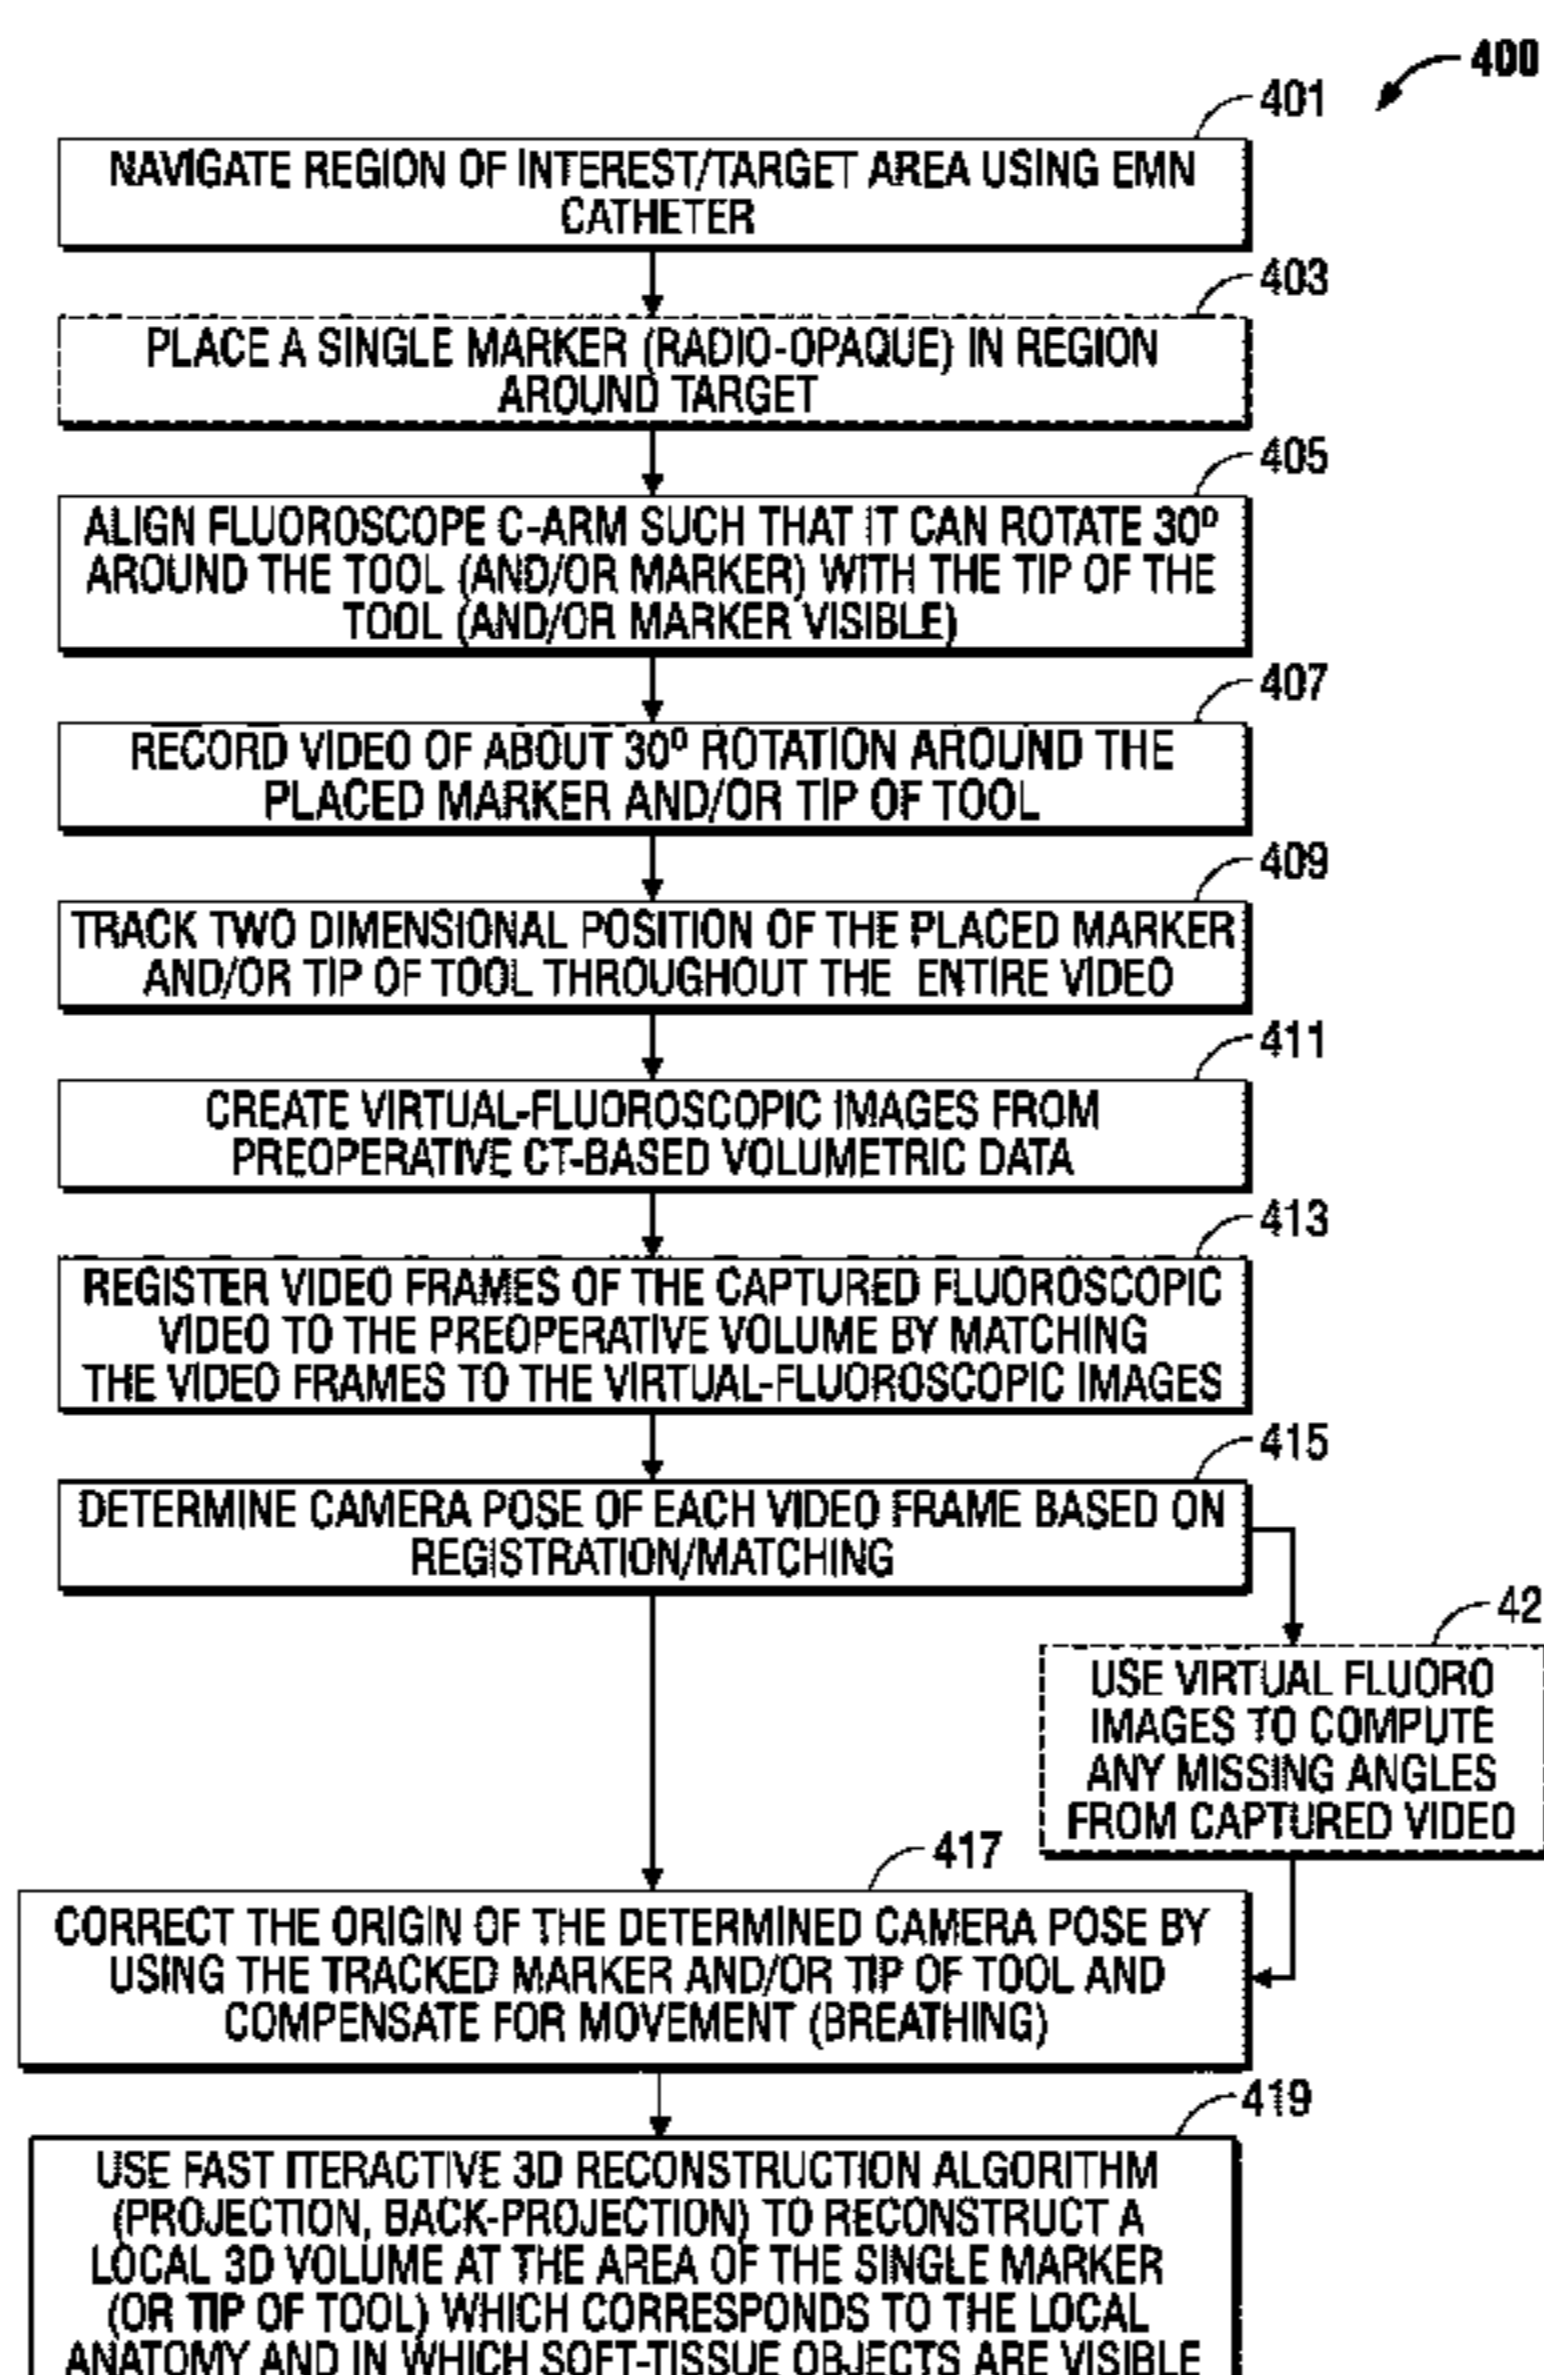 400
401
NAVIGATE REGION OF INTEREST/TARGET AREA USING EMN
CATHETER
403
PLACE A SINGLE MARKER (RADIO-OPAQUE) IN REGION
AROUND TARGET
405
ALIGN FLUOROSCOPE C-ARM SUCH THAT IT CAN ROTATE 30º
AROUND THE TOOL (AND/OR MARKER) WITH THE TIP OF THE
TOOL (AND/OR MARKER VISIBLE)
407
RECORD VIDEO OF ABOUT 30º ROTATION AROUND THE
PLACED MARKER AND/OR TIP OF TOOL
409
TRACK TWO DIMENSIONAL POSITION OF THE PLACED MARKER
AND/OR TIP OF TOOL THROUGHOUT THE ENTIRE VIDEO
411
CREATE VIRTUAL-FLUOROSCOPIC IMAGES FROM
PREOPERATIVE CT-BASED VOLUMETRIC DATA
413
REGISTER VIDEO FRAMES OF THE CAPTURED FLUOROSCOPIC
VIDEO TO THE PREOPERATIVE VOLUME BY MATCHING
THE VIDEO FRAMES TO THE VIRTUAL-FLUOROSCOPIC IMAGES
415
DETERMINE CAMERA POSE OF EACH VIDEO FRAME BASED ON
REGISTRATION/MATCHING
42
USE VIRTUAL FLUORO
IMAGES TO COMPUTE
ANY MISSING ANGLES
FROM CAPTURED VIDEO
417
CORRECT THE ORIGIN OF THE DETERMINED CAMERA POSE BY
USING THE TRACKED MARKER AND/OR TIP OF TOOL AND
COMPENSATE FOR MOVEMENT (BREATHING)
419
USE FAST ITERACTIVE 3D RECONSTRUCTION ALGORITHM
(PROJECTION, BACK-PROJECTION) TO RECONSTRUCT A
LOCAL 3D VOLUME AT THE AREA OF THE SINGLE MARKER
(OR TIP OF TOOL) WHICH CORRESPONDS TO THE LOCAL
ANATOMY AND IN WHICH SOFT-TISSUE OBJECTS ARE VISIBLE